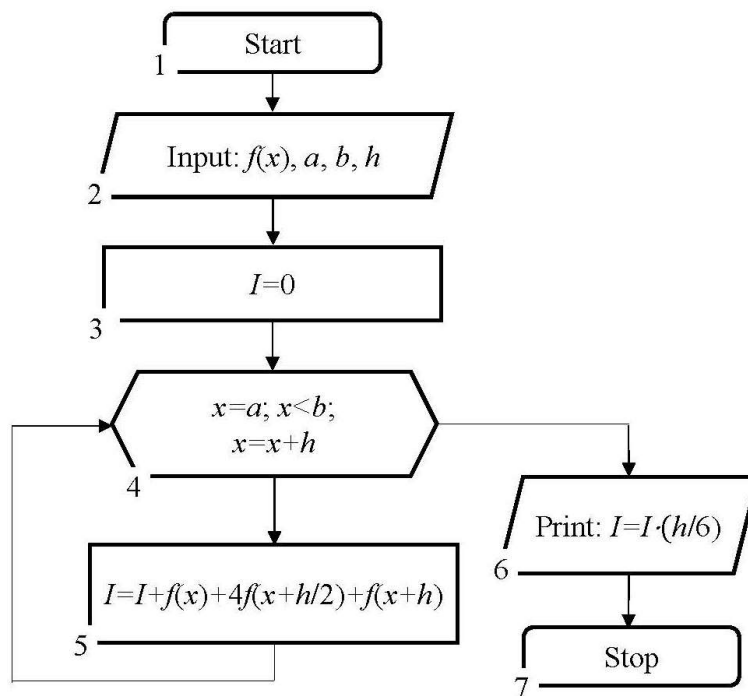 Start
1
Input: f(x), a, b, h
2
I=0
3
x=a; x<b;
x=x+h
4
I=I+f(x)+4f(x+h/2)+f(x+h)
5
Print: I=I·(h/6)
6
Stop
7